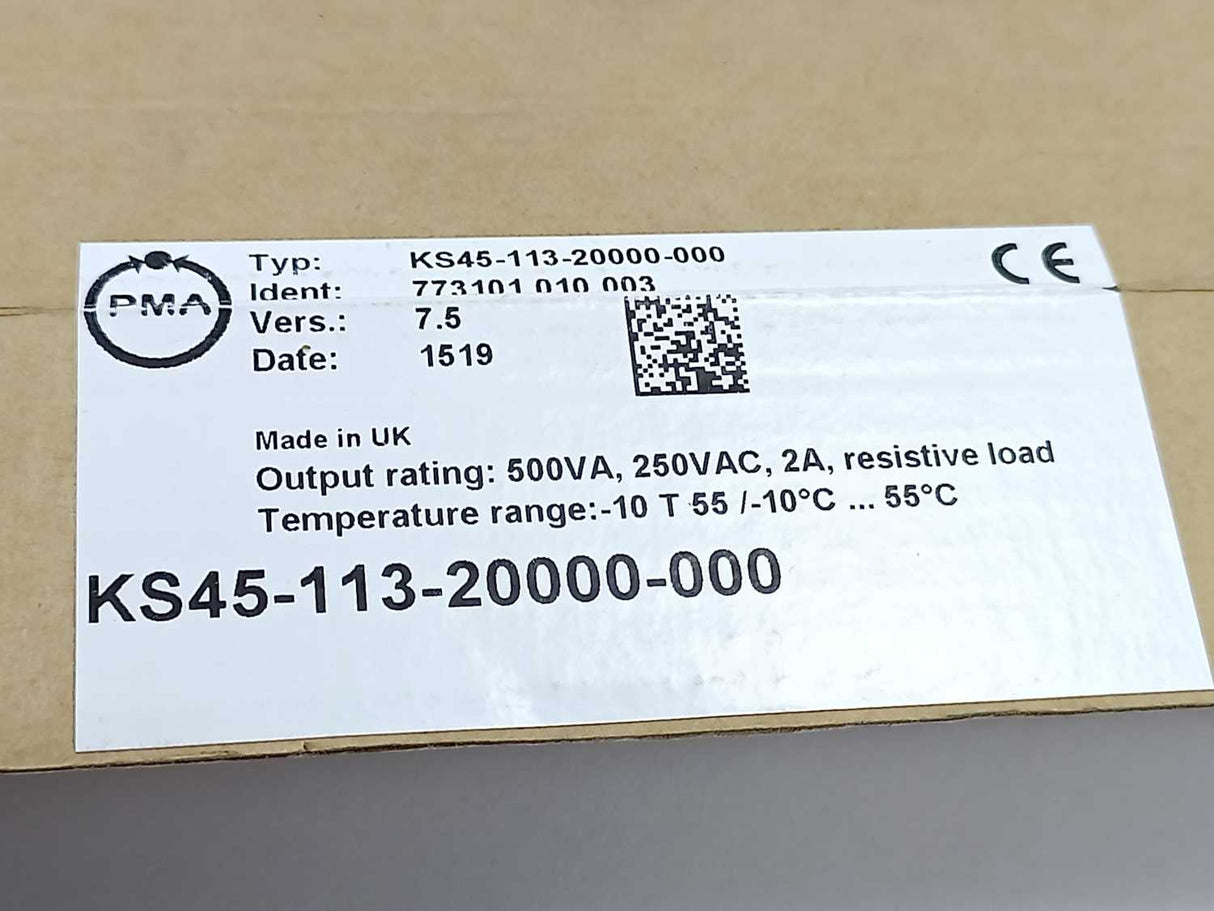 PMA
Typ: KS45-113-20000-000
Ident: 773101 010 003
Vers.: 7.5
Date: 1519
CE
Made in UK
Output rating: 500VA, 250VAC, 2A, resistive load
Temperature range:-10 T 55 /-10°C ... 55°C
KS45-113-20000-000